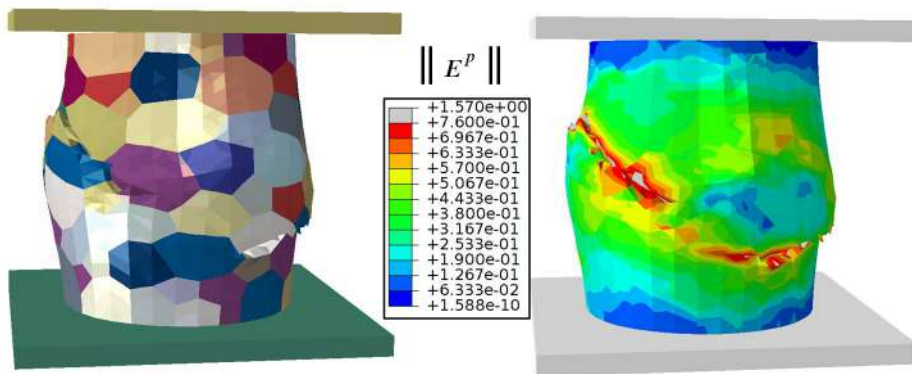 ‖ E^p ‖
+1.570e+00
+7.600e-01
+6.967e-01
+6.333e-01
+5.700e-01
+5.067e-01
+4.433e-01
+3.800e-01
+3.167e-01
+2.533e-01
+1.900e-01
+1.267e-01
+6.333e-02
+1.588e-10